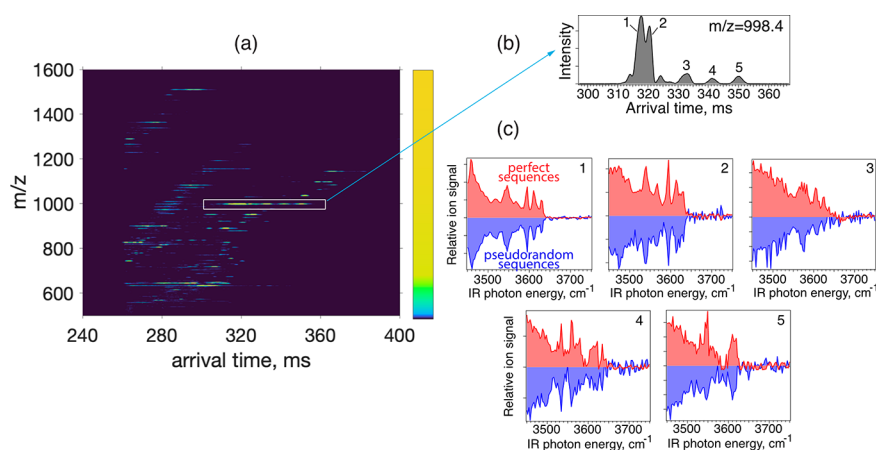 (a)
1600
1400
1200
1000
800
600
m/z
240
280
320
360
400
arrival time, ms
(b)
Intensity
1
2
3
4
5
m/z=998.4
300
310
320
330
340
350
360
Arrival time, ms
(c)
Relative ion signal
perfect
sequences
1
pseudorandom
sequences
3500
3600
3700
IR photon energy, cm-1
2
3500
3600
3700
IR photon energy, cm-1
3
3500
3600
3700
IR photon energy, cm-1
Relative ion signal
4
3500
3600
3700
IR photon energy, cm-1
5
3500
3600
3700
IR photon energy, cm-1